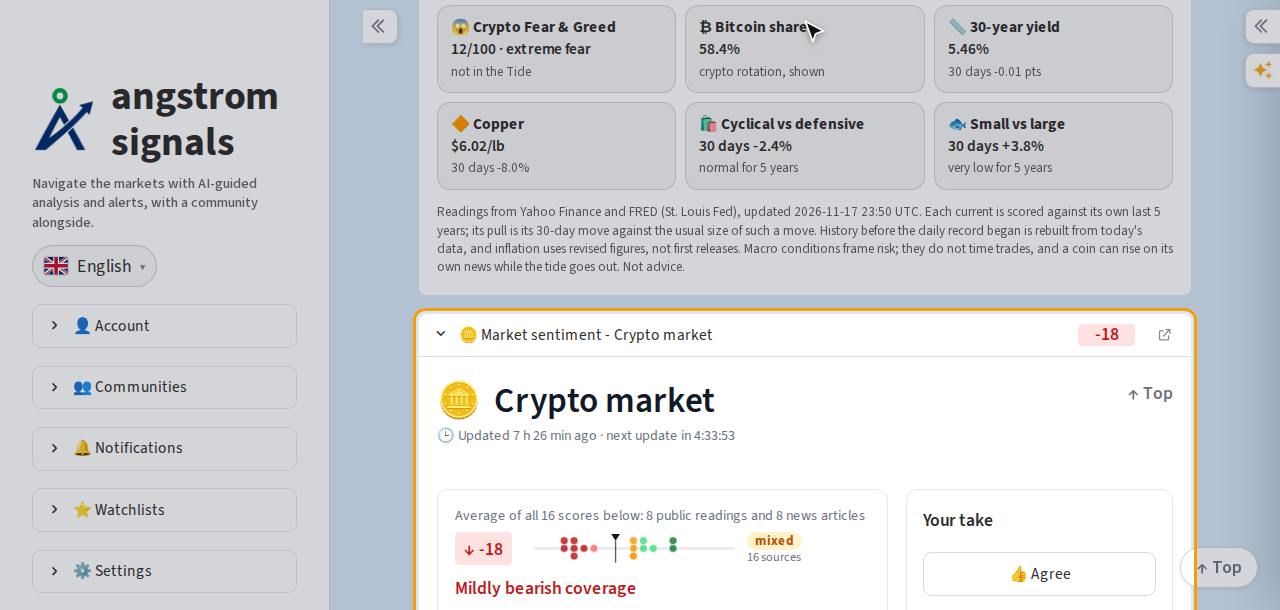 angstrom
signals
Navigate the markets with AI-guided
analysis and alerts, with a community
alongside.
English
Account
Communities
Notifications
Watchlists
Settings
Crypto Fear & Greed
12/100 · extreme fear
not in the Tide
₿ Bitcoin share
58.4%
crypto rotation, shown
30-year yield
5.46%
30 days -0.01 pts
Copper
$6.02/lb
30 days -8.0%
Cyclical vs defensive
30 days -2.4%
normal for 5 years
Small vs large
30 days +3.8%
very low for 5 years
Readings from Yahoo Finance and FRED (St. Louis Fed), updated 2026-11-17 23:50 UTC. Each current is scored against its own last 5
years; its pull is its 30-day move against the usual size of such a move. History before the daily record began is rebuilt from today's
data, and inflation uses revised figures, not first releases. Macro conditions frame risk; they do not time trades, and a coin can rise on its
own news while the tide goes out. Not advice.
Market sentiment - Crypto market
-18
Crypto market
↑ Top
Updated 7 h 26 min ago · next update in 4:33:53
Average of all 16 scores below: 8 public readings and 8 news articles
↓ -18
mixed
16 sources
Mildly bearish coverage
Your take
Agree
↑ Top